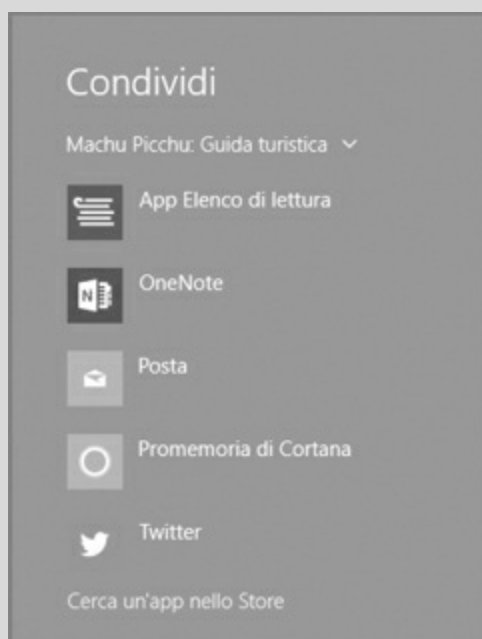 Condividi
Machu Picchu: Guida turistica
App Elenco di lettura
N
OneNote
Posta
Promemoria di Cortana
Twitter
Cerca un'app nello Store